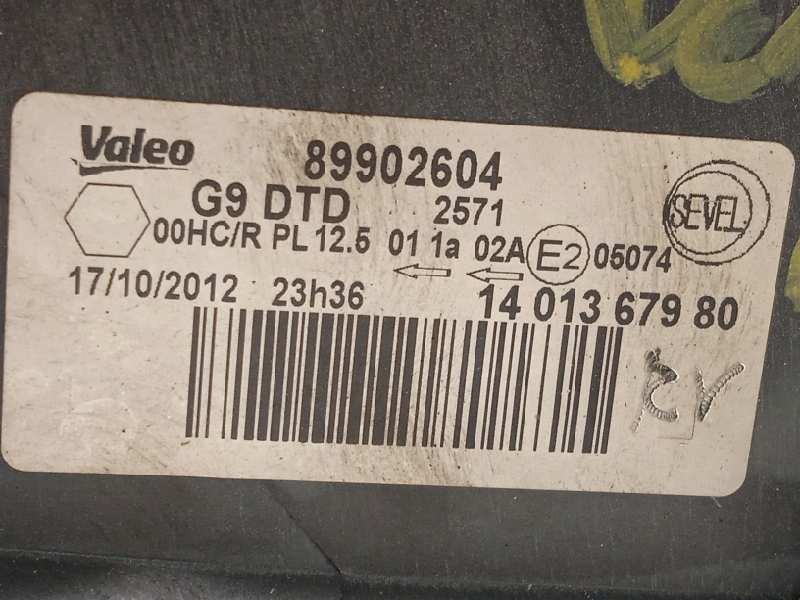 Valeo 89902604
G9 DTD 2571 SEVEL
00HC/R PL 12.5 01 1a 02A E2 05074
17/10/2012 23h36 14 013 679 80